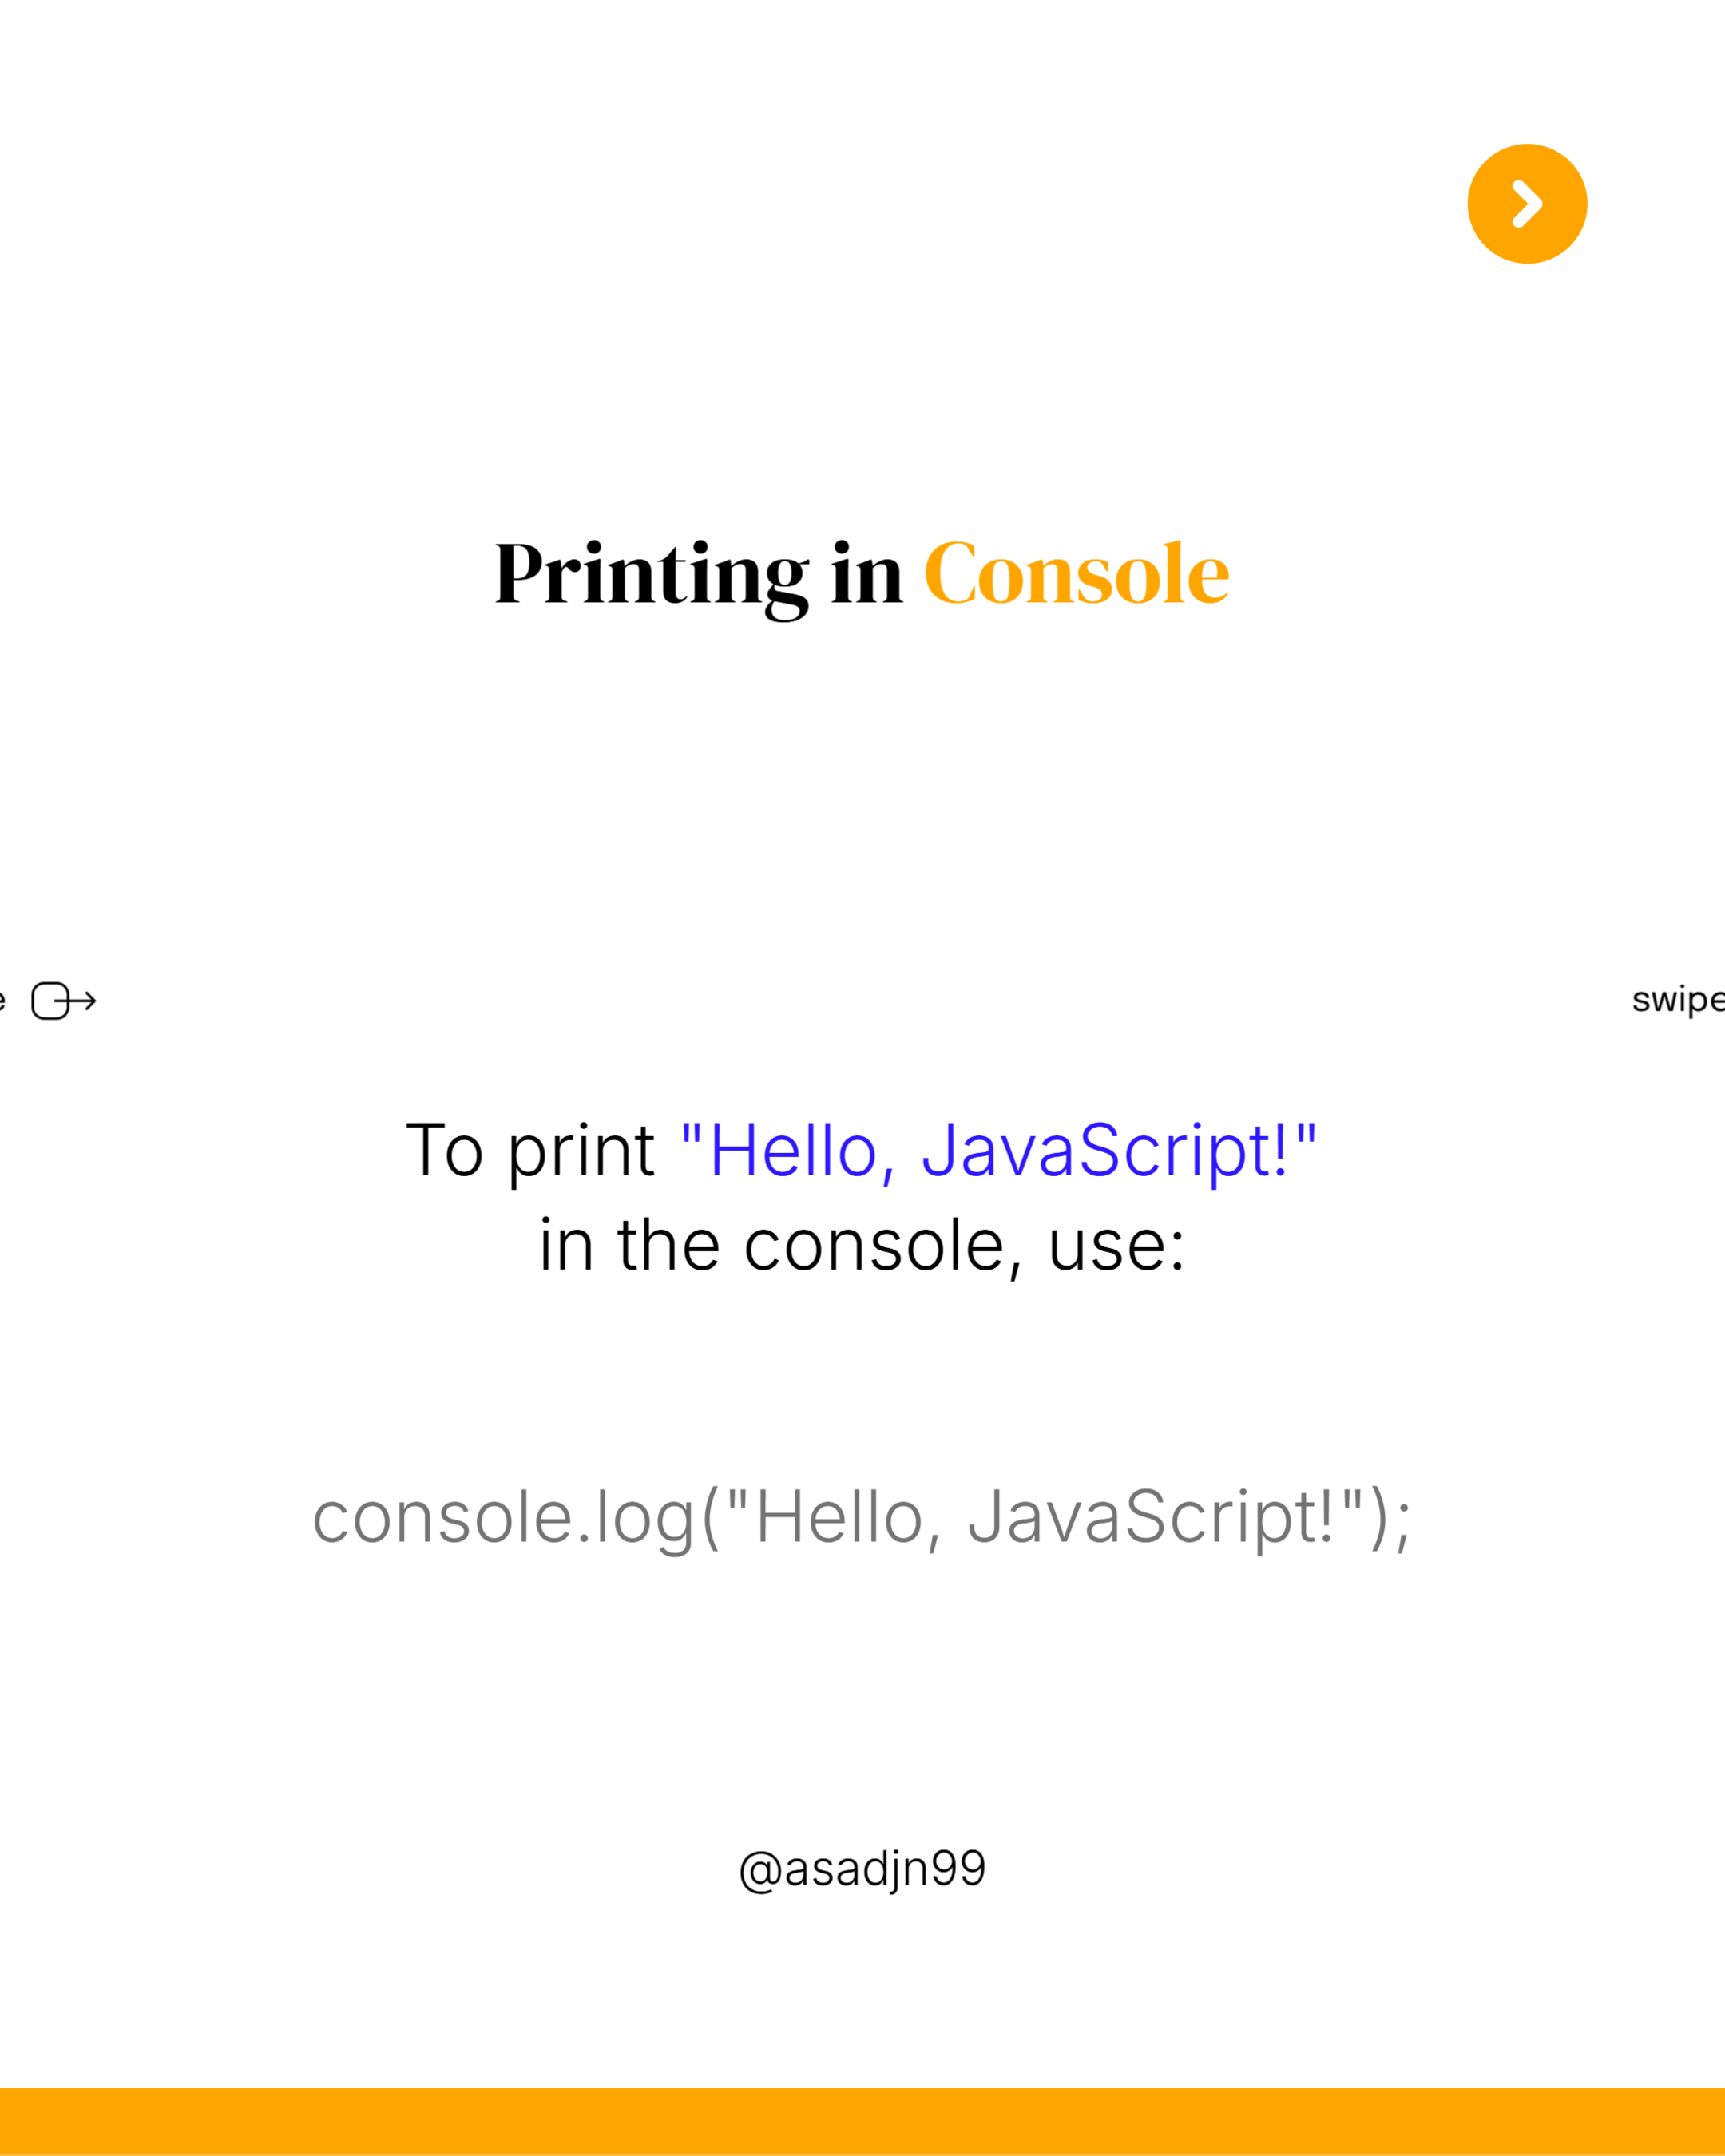 Printing in Console
e
swipe
To print "Hello, JavaScript!"
in the console, use:
console.log("Hello, JavaScript!");
@asadjn99